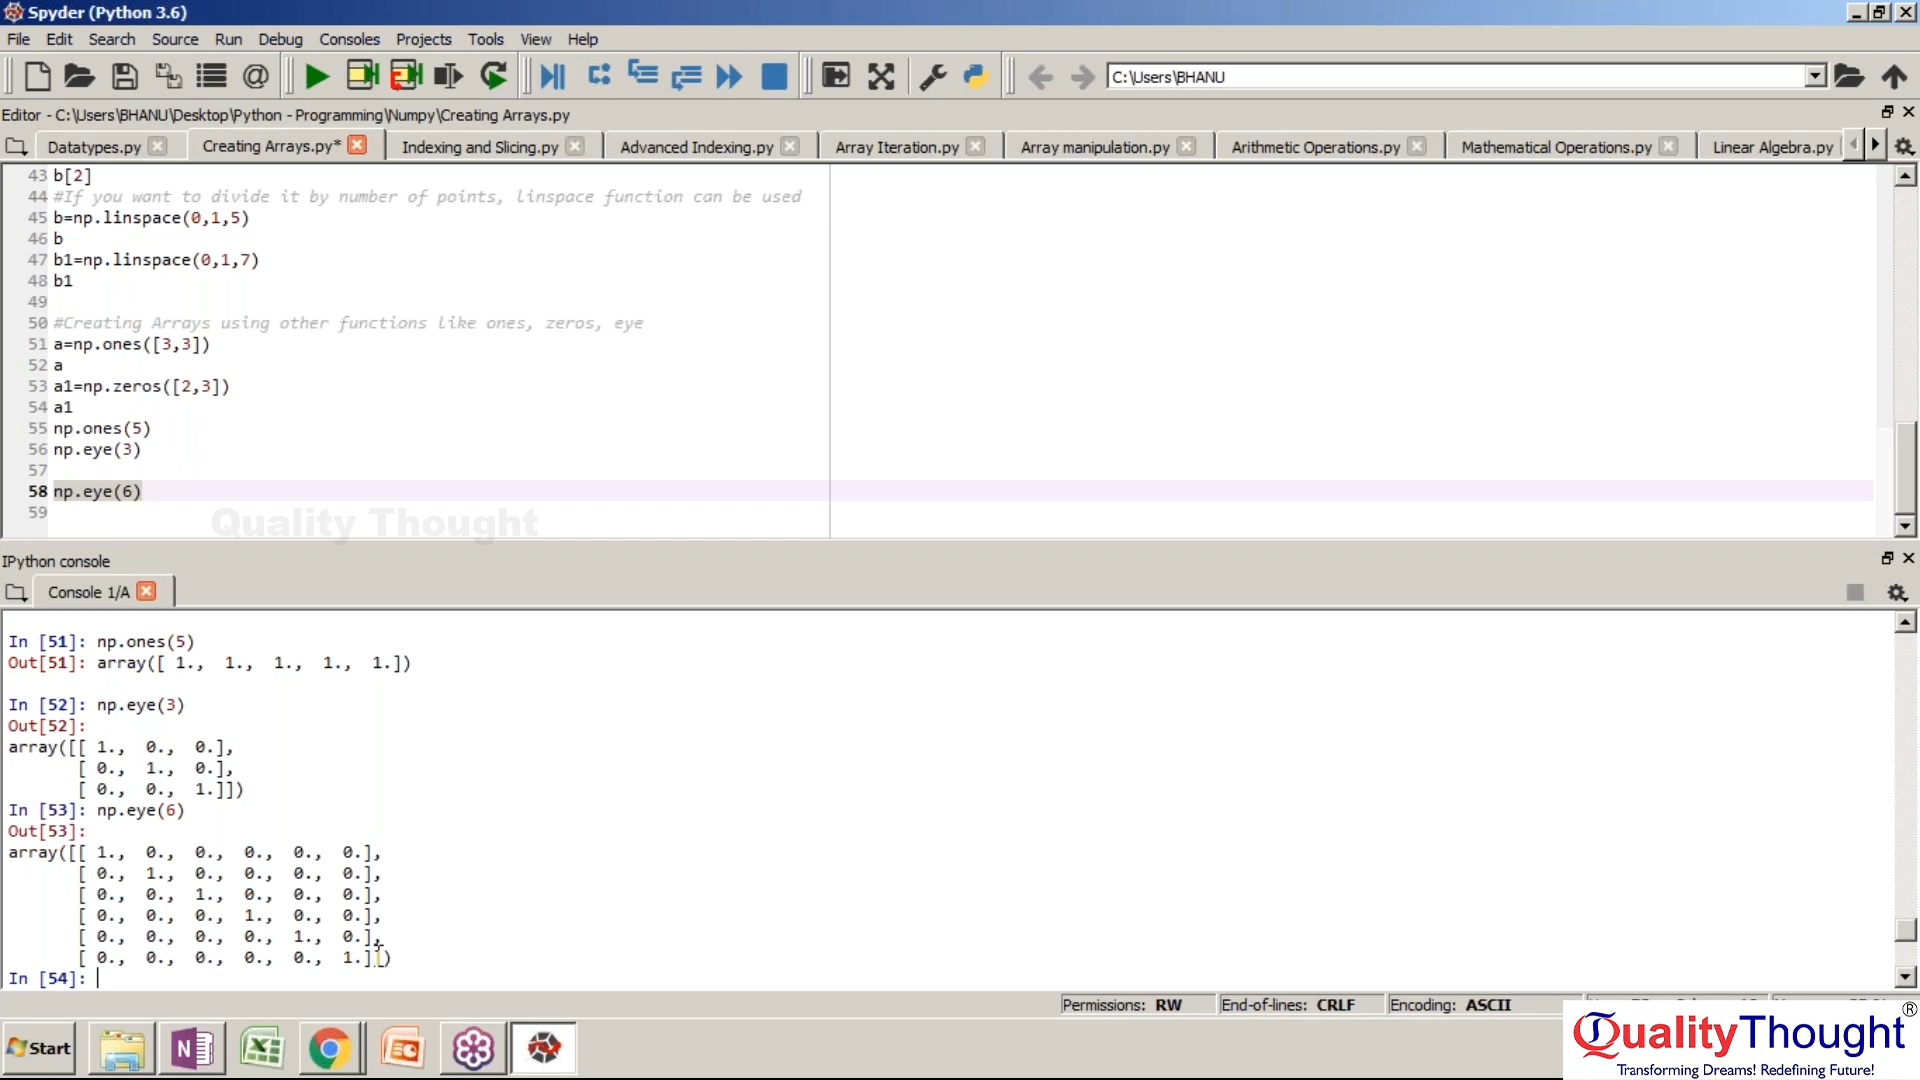 Spyder (Python 3.6)
File Edit Search Source Run Debug Consoles Projects Tools View Help
C:\Users\BHANU
Editor - C:\Users\BHANU\Desktop\Python - Programming\Numpy\Creating Arrays.py
Datatypes.py Creating Arrays.py* Indexing and Slicing.py Advanced Indexing.py Array Iteration.py Array manipulation.py Arithmetic Operations.py Mathematical Operations.py Linear Algebra.py
43 b[2]
44 #If you want to divide it by number of points, linspace function can be used
45 b=np.linspace(0,1,5)
46 b
47 b1=np.linspace(0,1,7)
48 b1
49
50 #Creating Arrays using other functions like ones, zeros, eye
51 a=np.ones([3,3])
52 a
53 a1=np.zeros([2,3])
54 a1
55 np.ones(5)
56 np.eye(3)
57
58 np.eye(6)
59
Quality Thought
IPython console
Console 1/A
In [51]: np.ones(5)
Out[51]: array([ 1., 1., 1., 1., 1.])
In [52]: np.eye(3)
Out[52]:
array([[ 1., 0., 0.],
[ 0., 1., 0.],
[ 0., 0., 1.]])
In [53]: np.eye(6)
Out[53]:
array([[ 1., 0., 0., 0., 0., 0.],
[ 0., 1., 0., 0., 0., 0.],
[ 0., 0., 1., 0., 0., 0.],
[ 0., 0., 0., 1., 0., 0.],
[ 0., 0., 0., 0., 1., 0.],
[ 0., 0., 0., 0., 0., 1.]])
In [54]:
Permissions: RW End-of-lines: CRLF Encoding: ASCII
Start
QualityThought®
Transforming Dreams! Redefining Future!